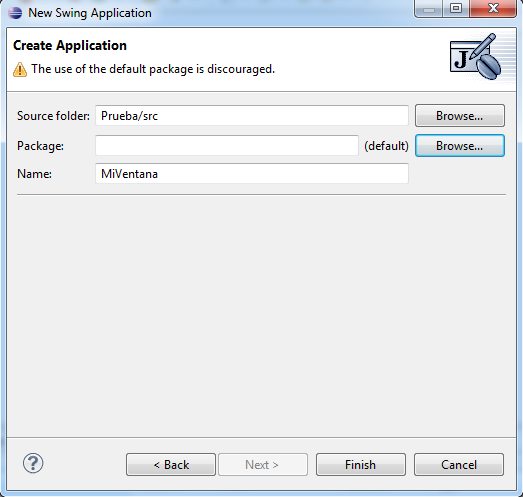 New Swing Application
Create Application
The use of the default package is discouraged.
Source folder: Prueba/src Browse...
Package: (default) Browse...
Name: MiVentana
< Back Next > Finish Cancel